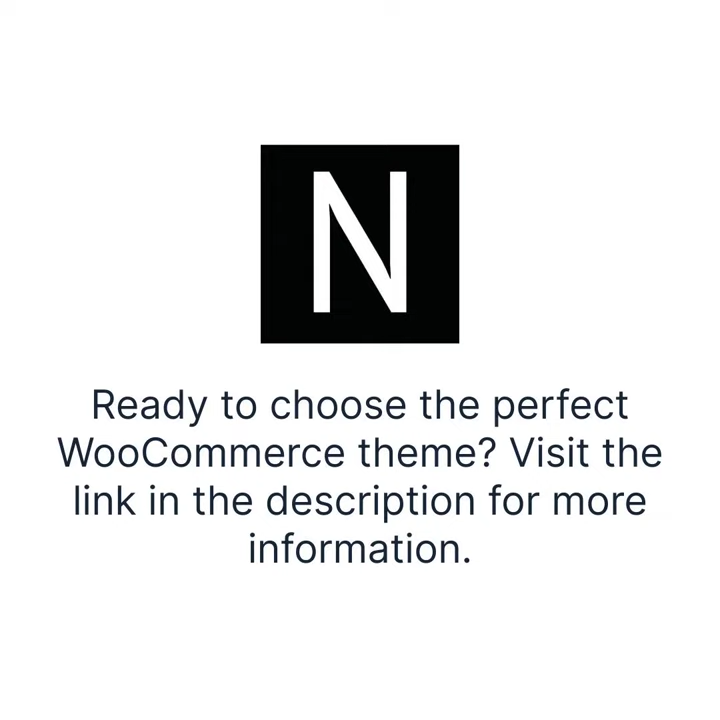 N
Ready to choose the perfect
WooCommerce theme? Visit the
link in the description for more
information.